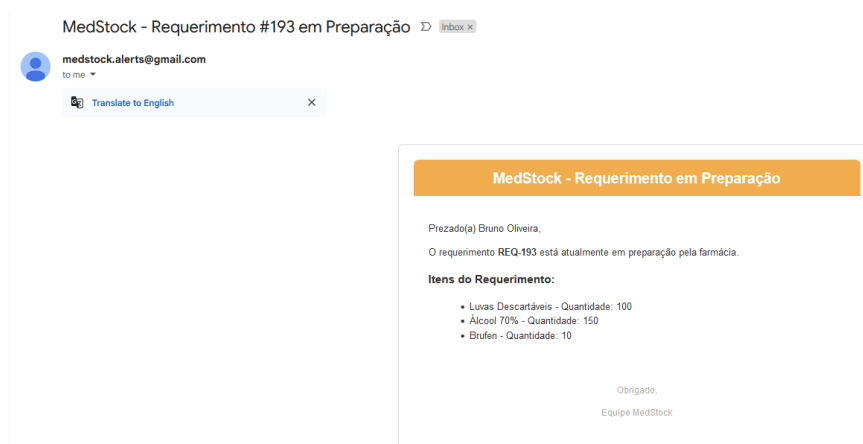 MedStock - Requerimento #193 em Preparação Inbox ×
medstock.alerts@gmail.com
to me
Translate to English ×
MedStock - Requerimento em Preparação
Prezado(a) Bruno Oliveira,
O requerimento REQ-193 está atualmente em preparação pela farmácia.
Itens do Requerimento:
• Luvas Descartáveis - Quantidade: 100
• Álcool 70% - Quantidade: 150
• Brufen - Quantidade: 10
Obrigado,
Equipe MedStock